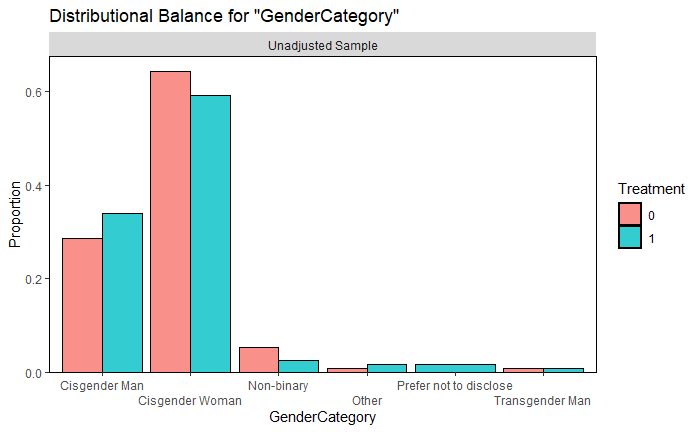 Distributional Balance for "GenderCategory"
Unadjusted Sample
Proportion
0.6
0.4
0.2
0.0
Cisgender Man
Cisgender Woman
Non-binary
Other
Prefer not to disclose
Transgender Man
GenderCategory
Treatment
0
1